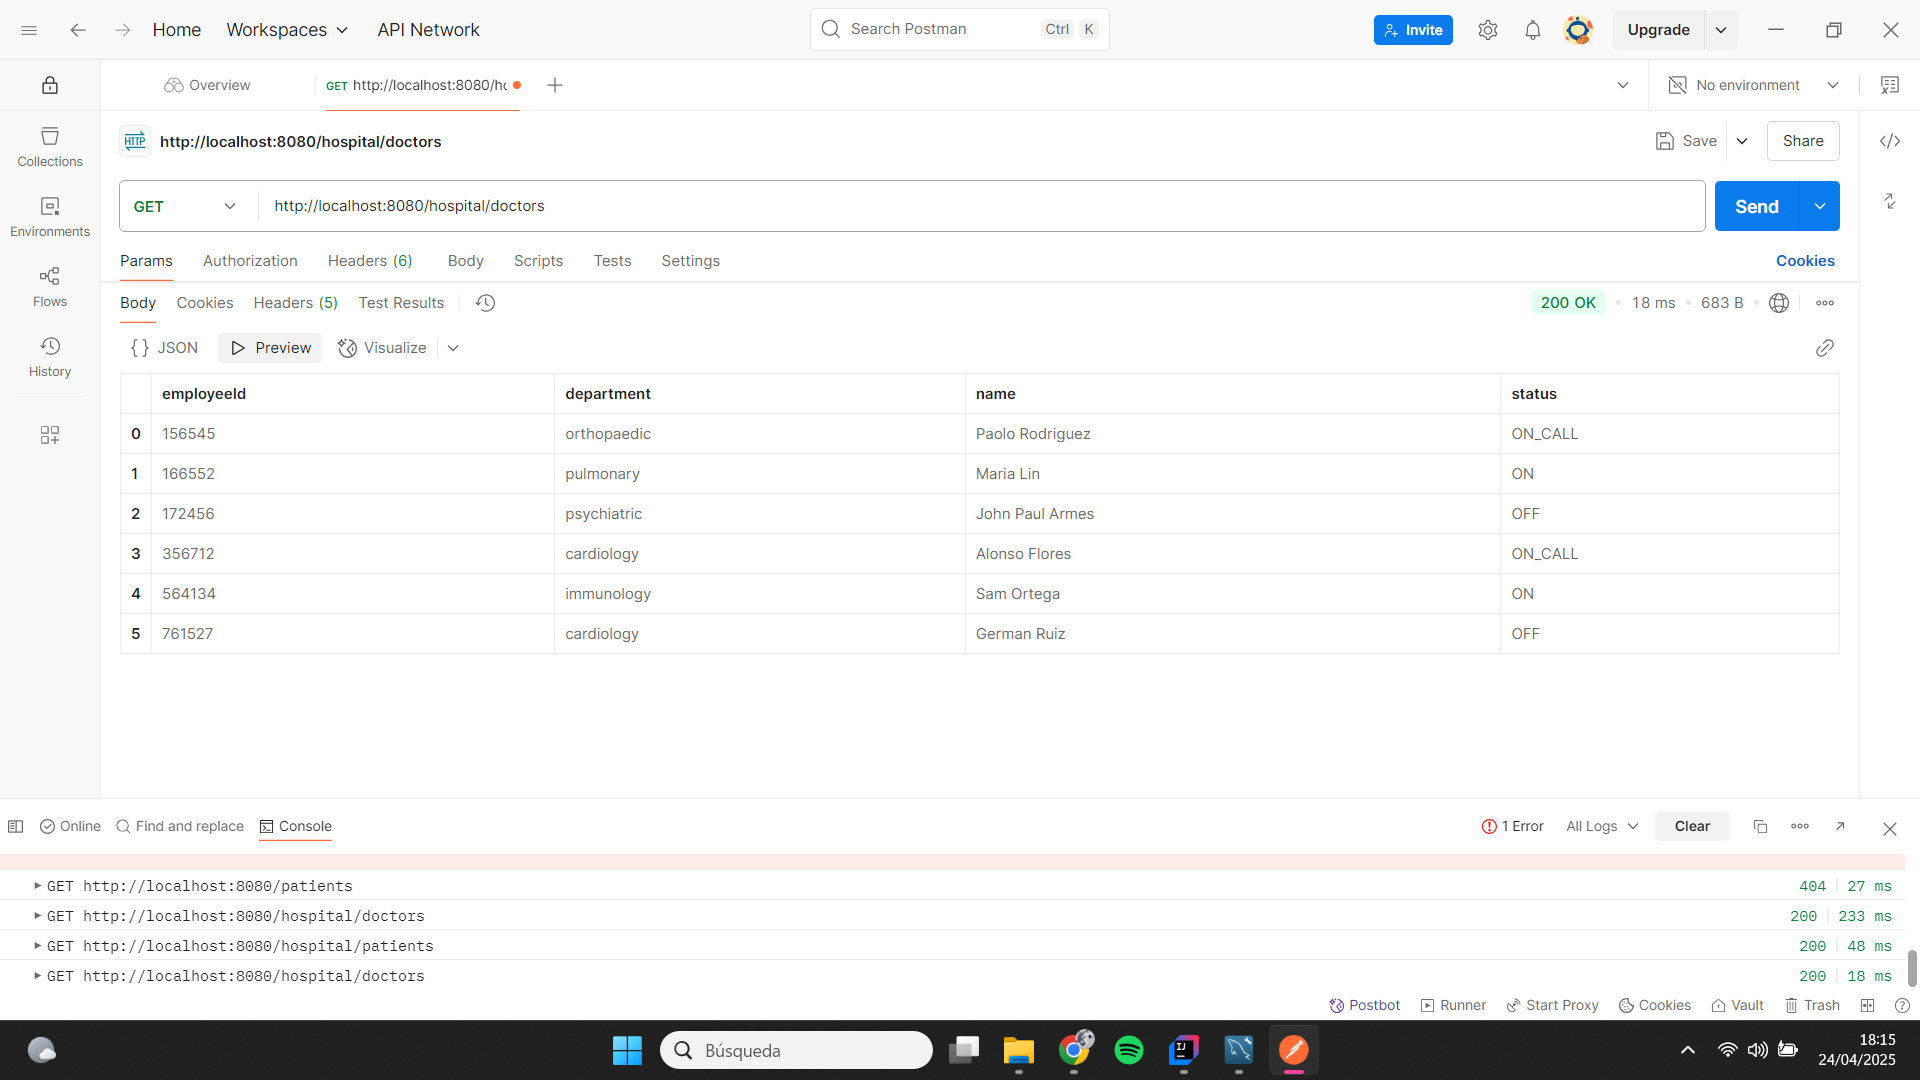 Home Workspaces API Network Search Postman Ctrl K Invite Upgrade
Overview GET http://localhost:8080/hc No environment
HTTP http://localhost:8080/hospital/doctors Save Share
Collections
Environments
Flows
History
GET http://localhost:8080/hospital/doctors Send
Params Authorization Headers (6) Body Scripts Tests Settings Cookies
Body Cookies Headers (5) Test Results 200 OK 18 ms 683 B
{} JSON Preview Visualize
employeeId department name status
0 156545 orthopaedic Paolo Rodriguez ON_CALL
1 166552 pulmonary Maria Lin ON
2 172456 psychiatric John Paul Armes OFF
3 356712 cardiology Alonso Flores ON_CALL
4 564134 immunology Sam Ortega ON
5 761527 cardiology German Ruiz OFF
Online Find and replace Console 1 Error All Logs Clear
GET http://localhost:8080/patients 404 27 ms
GET http://localhost:8080/hospital/doctors 200 233 ms
GET http://localhost:8080/hospital/patients 200 48 ms
GET http://localhost:8080/hospital/doctors 200 18 ms
Postbot Runner Start Proxy Cookies Vault Trash
Búsqueda IJ 18:15
24/04/2025